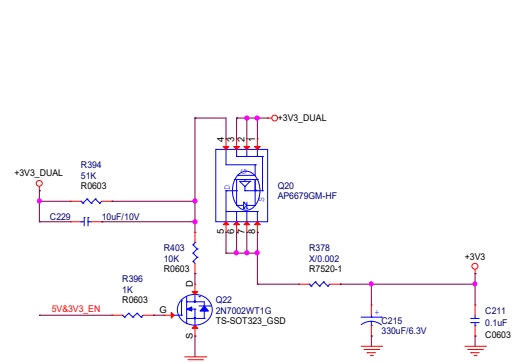 +3V3_DUAL
4
3
2
1
R394
51K
R0603
+3V3_DUAL
Q20
AP6679GM-HF
D
S
C229
10uF/10V
5
6
7
8
R403
10K
R0603
R378
X/0.002
R7520-1
+3V3
R396
1K
R0603
D
Q22
2N7002WT1G
TS-SOT323_GSD
5V&3V3_EN
G
S
+
C215
330uF/6.3V
C211
0.1uF
C0603